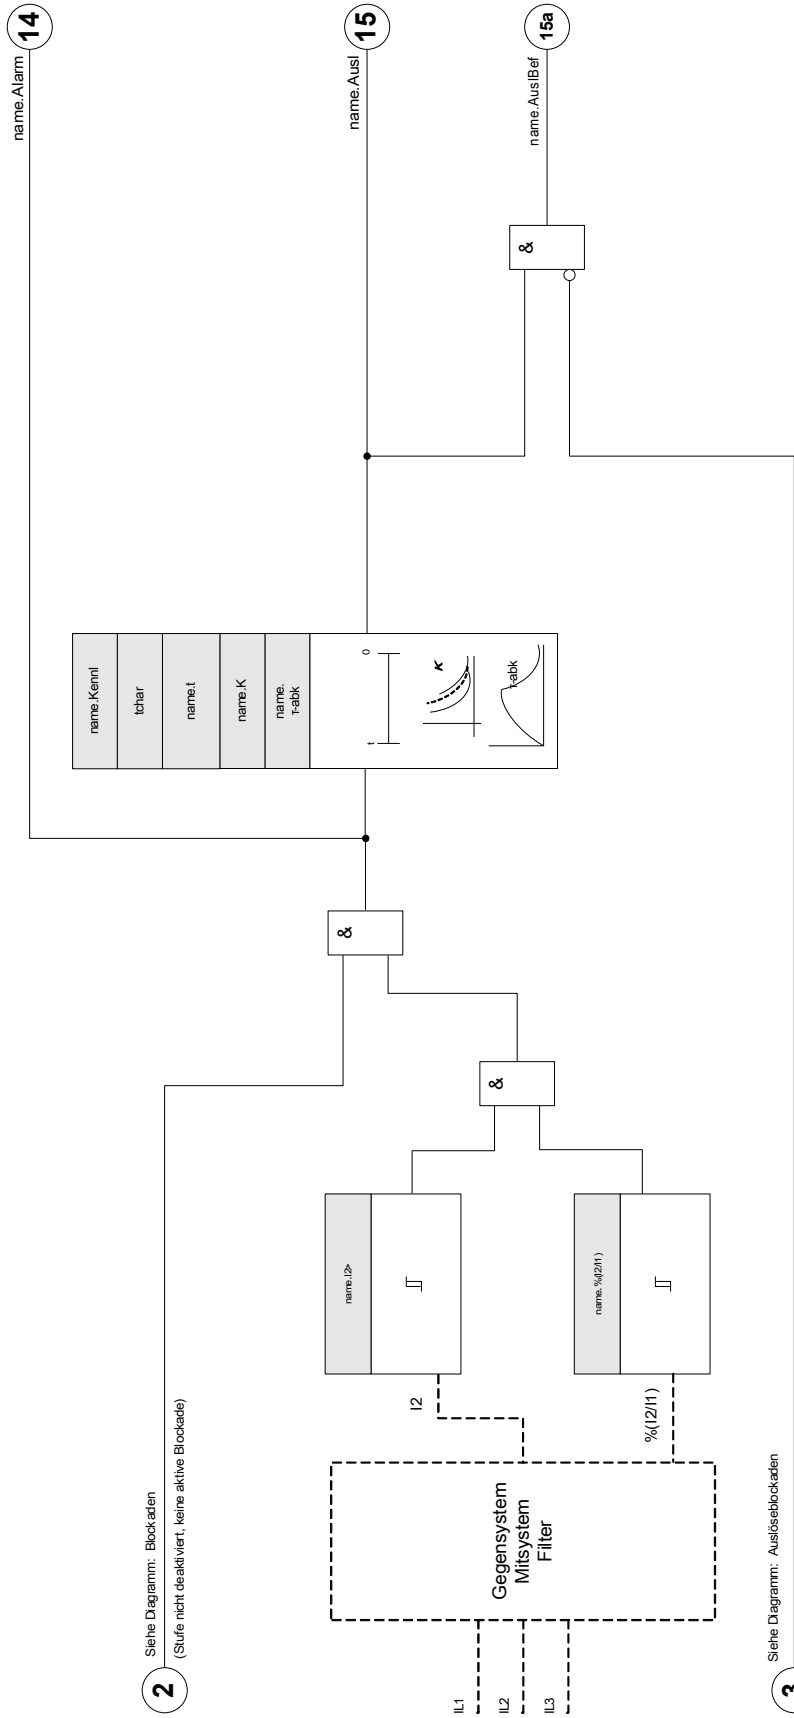 14
name.Alarm
15
name.Ausl
15a
name.AuslBef
&
name.Kennl
tchar
name.t
name.K
name.
τ-abk
t
0
K
τ-abk
&
&
name.I2>
name.%(I2/I1)
I2
%(I2/I1)
Gegensystem
Mitsystem
Filter
IL1
IL2
IL3
2
Siehe Diagramm: Blockaden
(Stufe nicht deaktiviert, keine aktive Blockade)
3
Siehe Diagramm: Auslöseblockaden